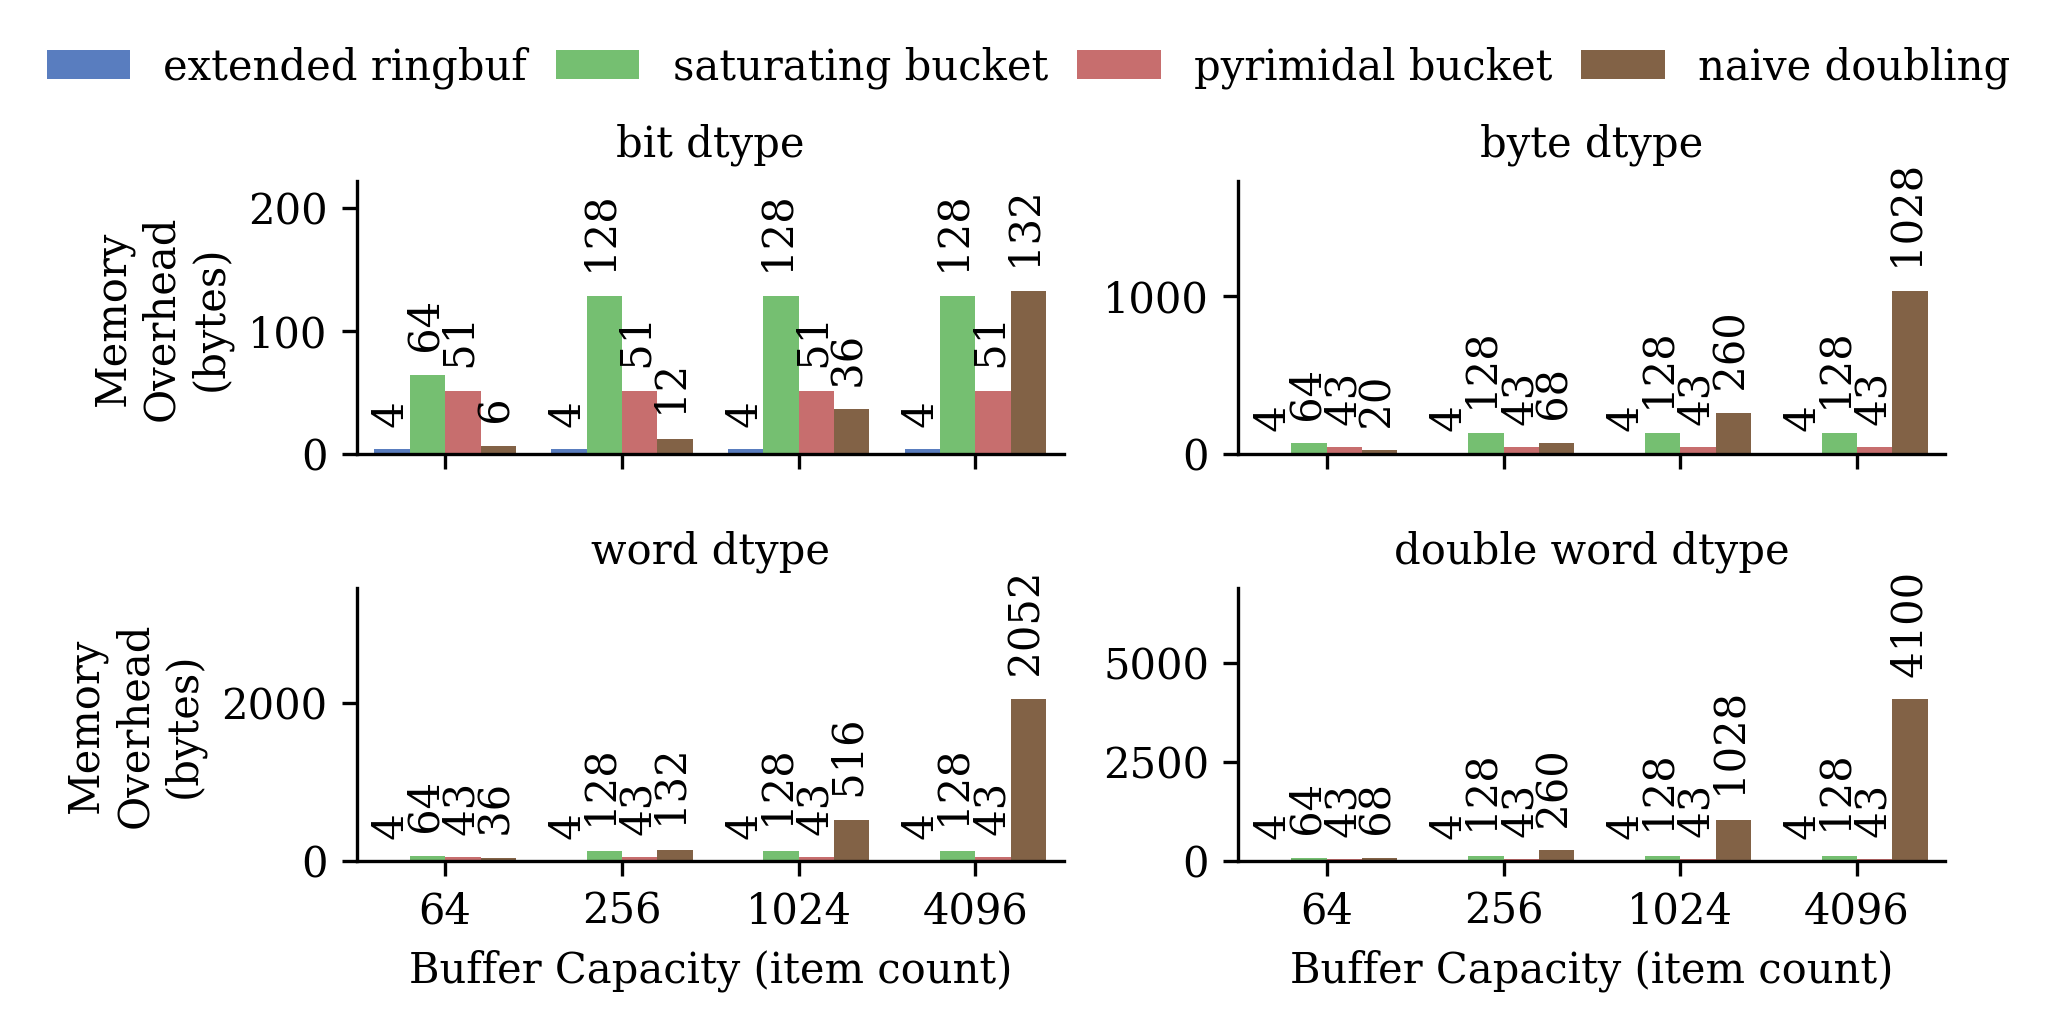 extended ringbuf saturating bucket pyrimidal bucket naive doubling
bit dtype
Memory
Overhead
(bytes)
200
100
0
4 64 51 6
4 128 51 12
4 128 51 36
4 128 51 132
byte dtype
1000
0
4 64 43 20
4 128 43 68
4 128 43 260
4 128 43 1028
word dtype
Memory
Overhead
(bytes)
2000
0
4 64 43 36
4 128 43 132
4 128 43 516
4 128 43 2052
64 256 1024 4096
Buffer Capacity (item count)
double word dtype
5000
2500
0
4 64 43 68
4 128 43 260
4 128 43 1028
4 128 43 4100
64 256 1024 4096
Buffer Capacity (item count)